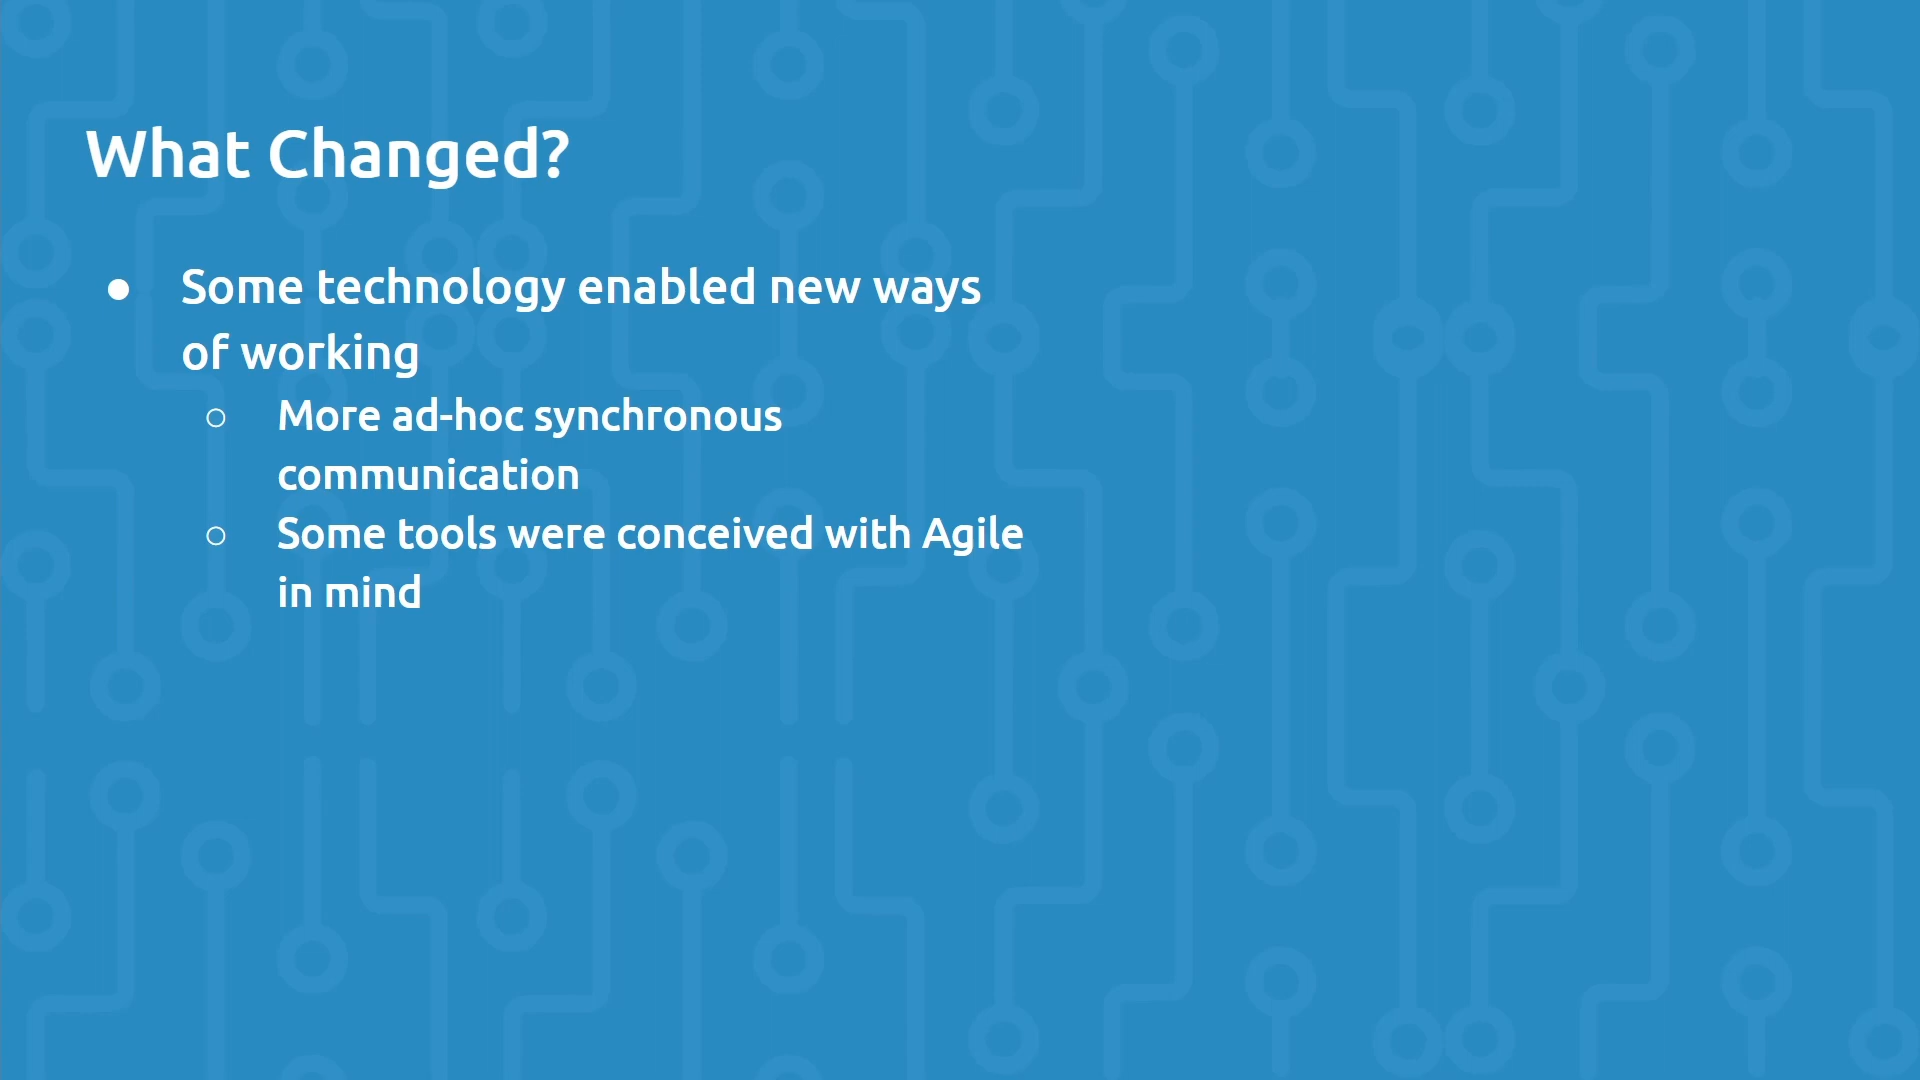 What Changed?
● Some technology enabled new ways
of working
○ More ad-hoc synchronous
communication
○ Some tools were conceived with Agile
in mind